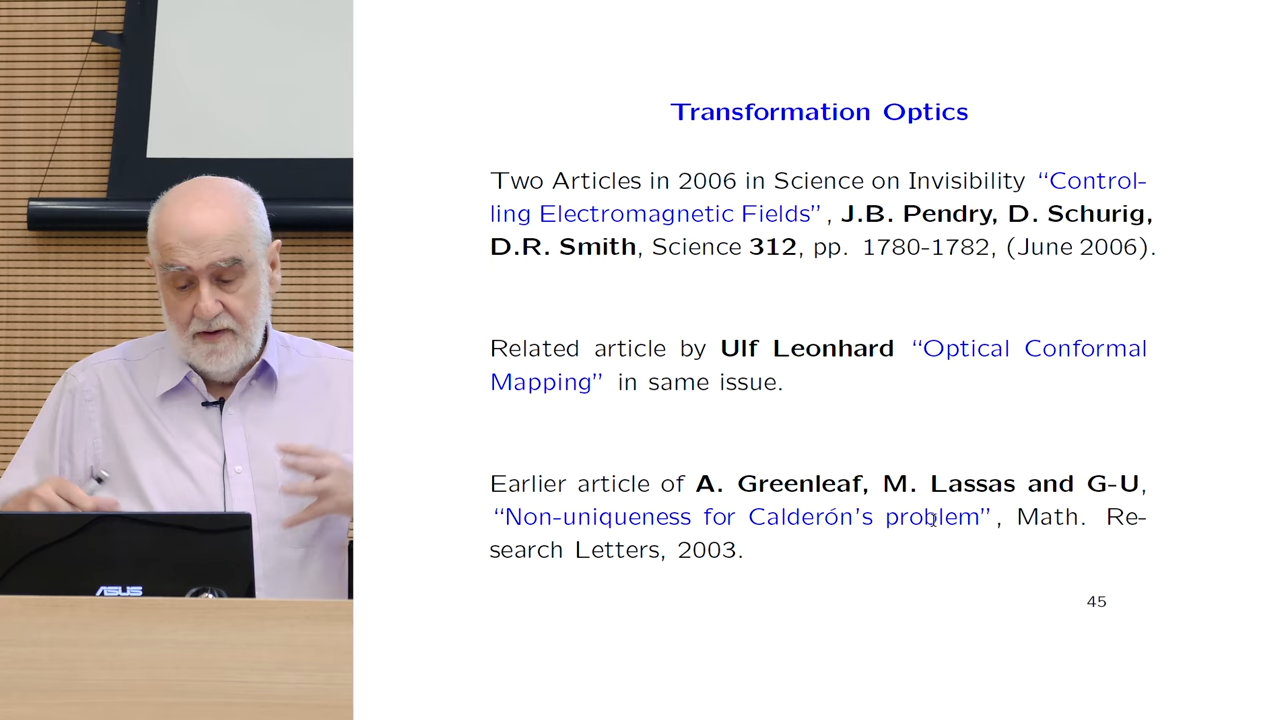 Transformation Optics
Two Articles in 2006 in Science on Invisibility “Control-
ling Electromagnetic Fields”, J.B. Pendry, D. Schurig,
D.R. Smith, Science 312, pp. 1780-1782, (June 2006).
Related article by Ulf Leonhard “Optical Conformal
Mapping” in same issue.
Earlier article of A. Greenleaf, M. Lassas and G-U,
“Non-uniqueness for Calderón’s problem”, Math. Re-
search Letters, 2003.
45
ASUS